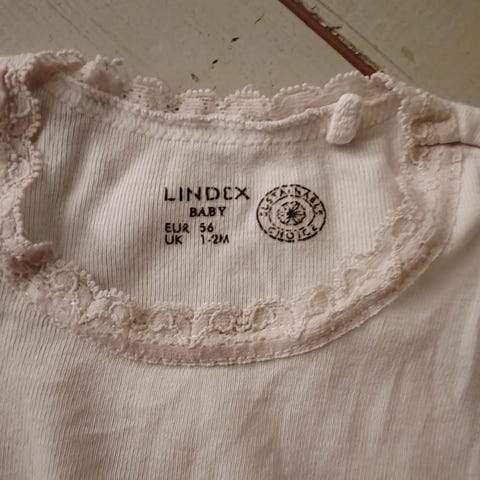 LINDEX
BABY
EUR 56
UK 1-2M
SUSTAINABLE
CHOICE